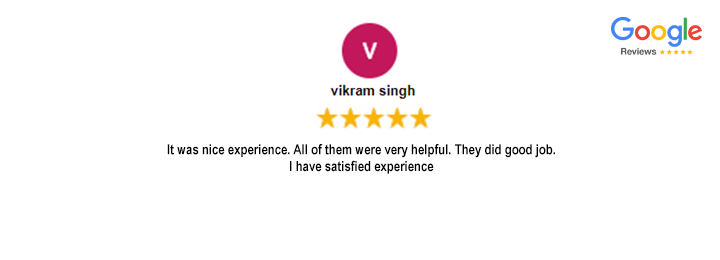 Google
Reviews
V
vikram singh
It was nice experience. All of them were very helpful. They did good job.
I have satisfied experience